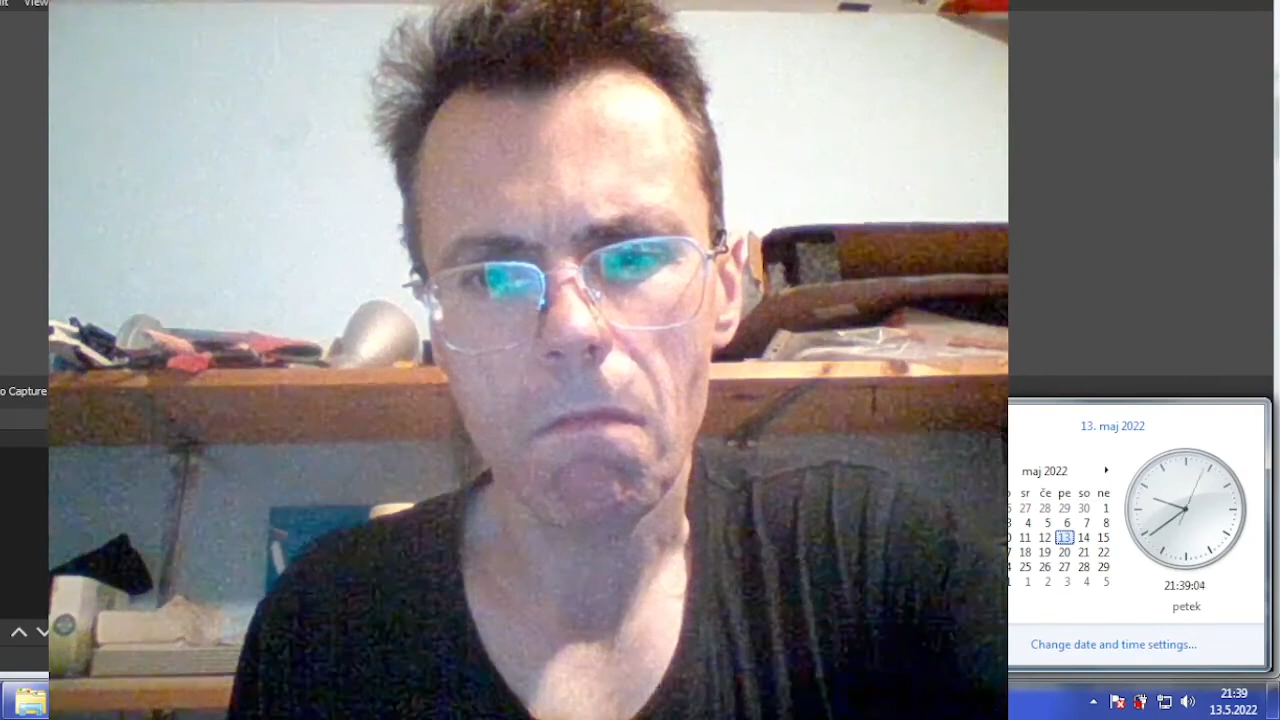 View
o Capture
13. maj 2022
maj 2022
sr če pe so ne
27 28 29 30 1
4 5 6 7 8
11 12 13 14 15
18 19 20 21 22
25 26 27 28 29
1 2 3 4 5
21:39:04
petek
Change date and time settings...
21:39
13.5.2022